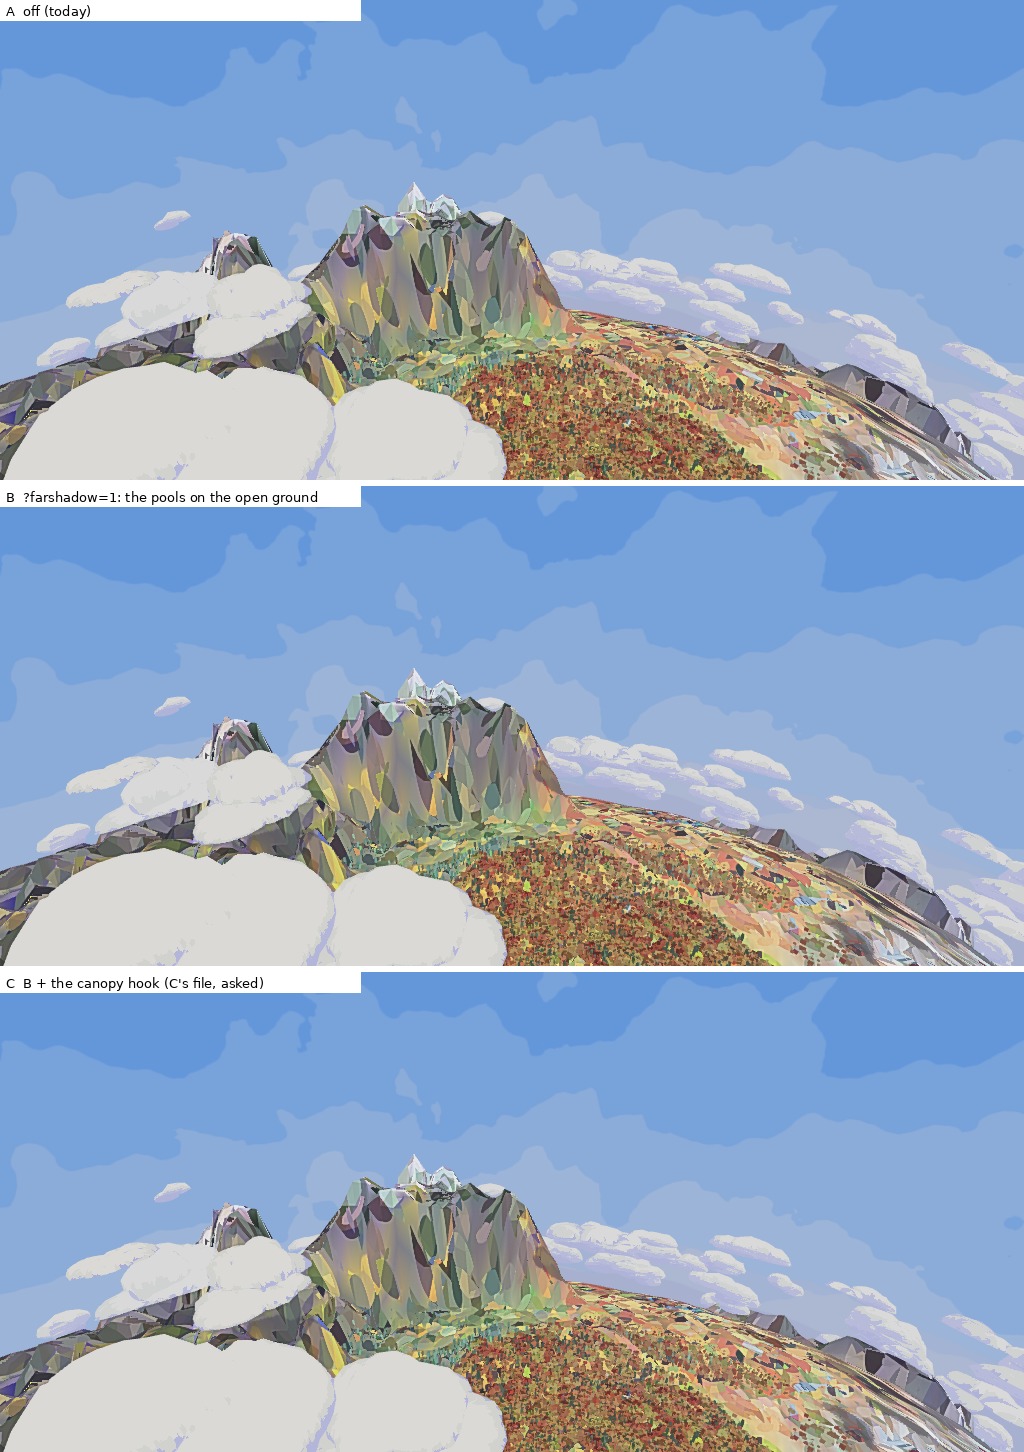 A off (today)
B ?farshadow=1: the pools on the open ground
C B + the canopy hook (C's file, asked)